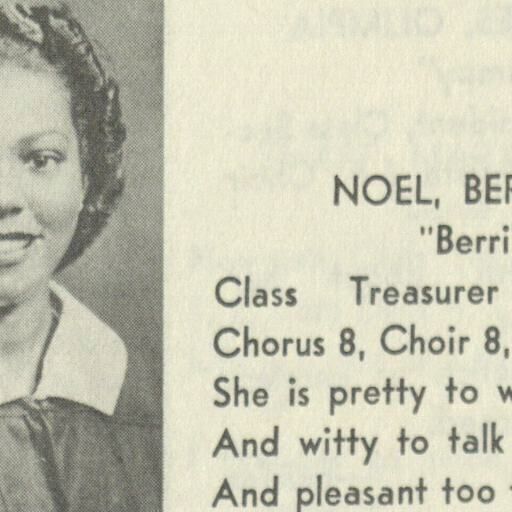 NOEL, BER
"Berri
Class Treasurer
Chorus 8, Choir 8,
She is pretty to w
And witty to talk
And pleasant too